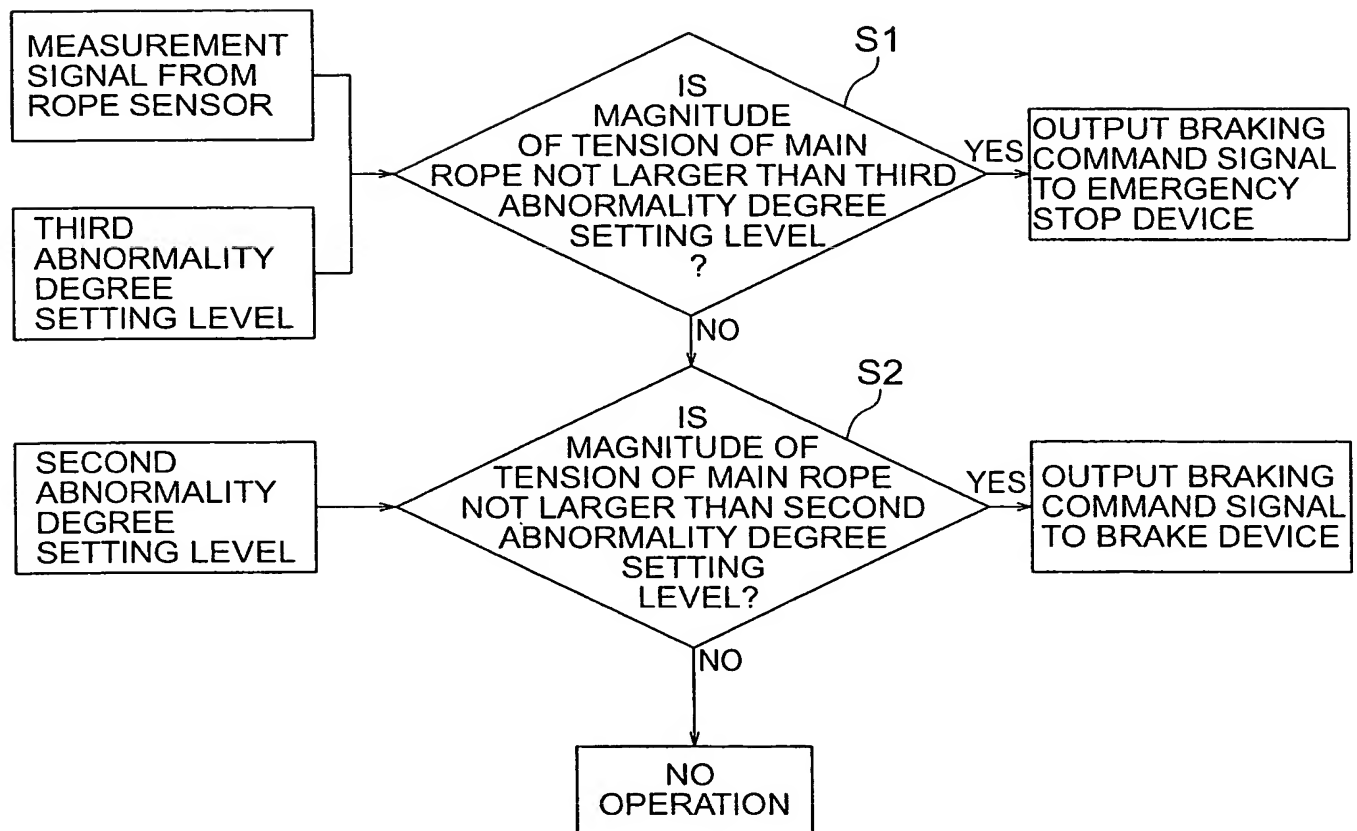 MEASUREMENT
SIGNAL FROM
ROPE SENSOR
THIRD
ABNORMALITY
DEGREE
SETTING LEVEL
S1
IS
MAGNITUDE
OF TENSION OF MAIN
ROPE NOT LARGER THAN THIRD
ABNORMALITY DEGREE
SETTING LEVEL
?
YES
OUTPUT BRAKING
COMMAND SIGNAL
TO EMERGENCY
STOP DEVICE
NO
SECOND
ABNORMALITY
DEGREE
SETTING LEVEL
S2
IS
MAGNITUDE OF
TENSION OF MAIN ROPE
NOT LARGER THAN SECOND
ABNORMALITY DEGREE
SETTING
LEVEL?
YES
OUTPUT BRAKING
COMMAND SIGNAL
TO BRAKE DEVICE
NO
NO
OPERATION